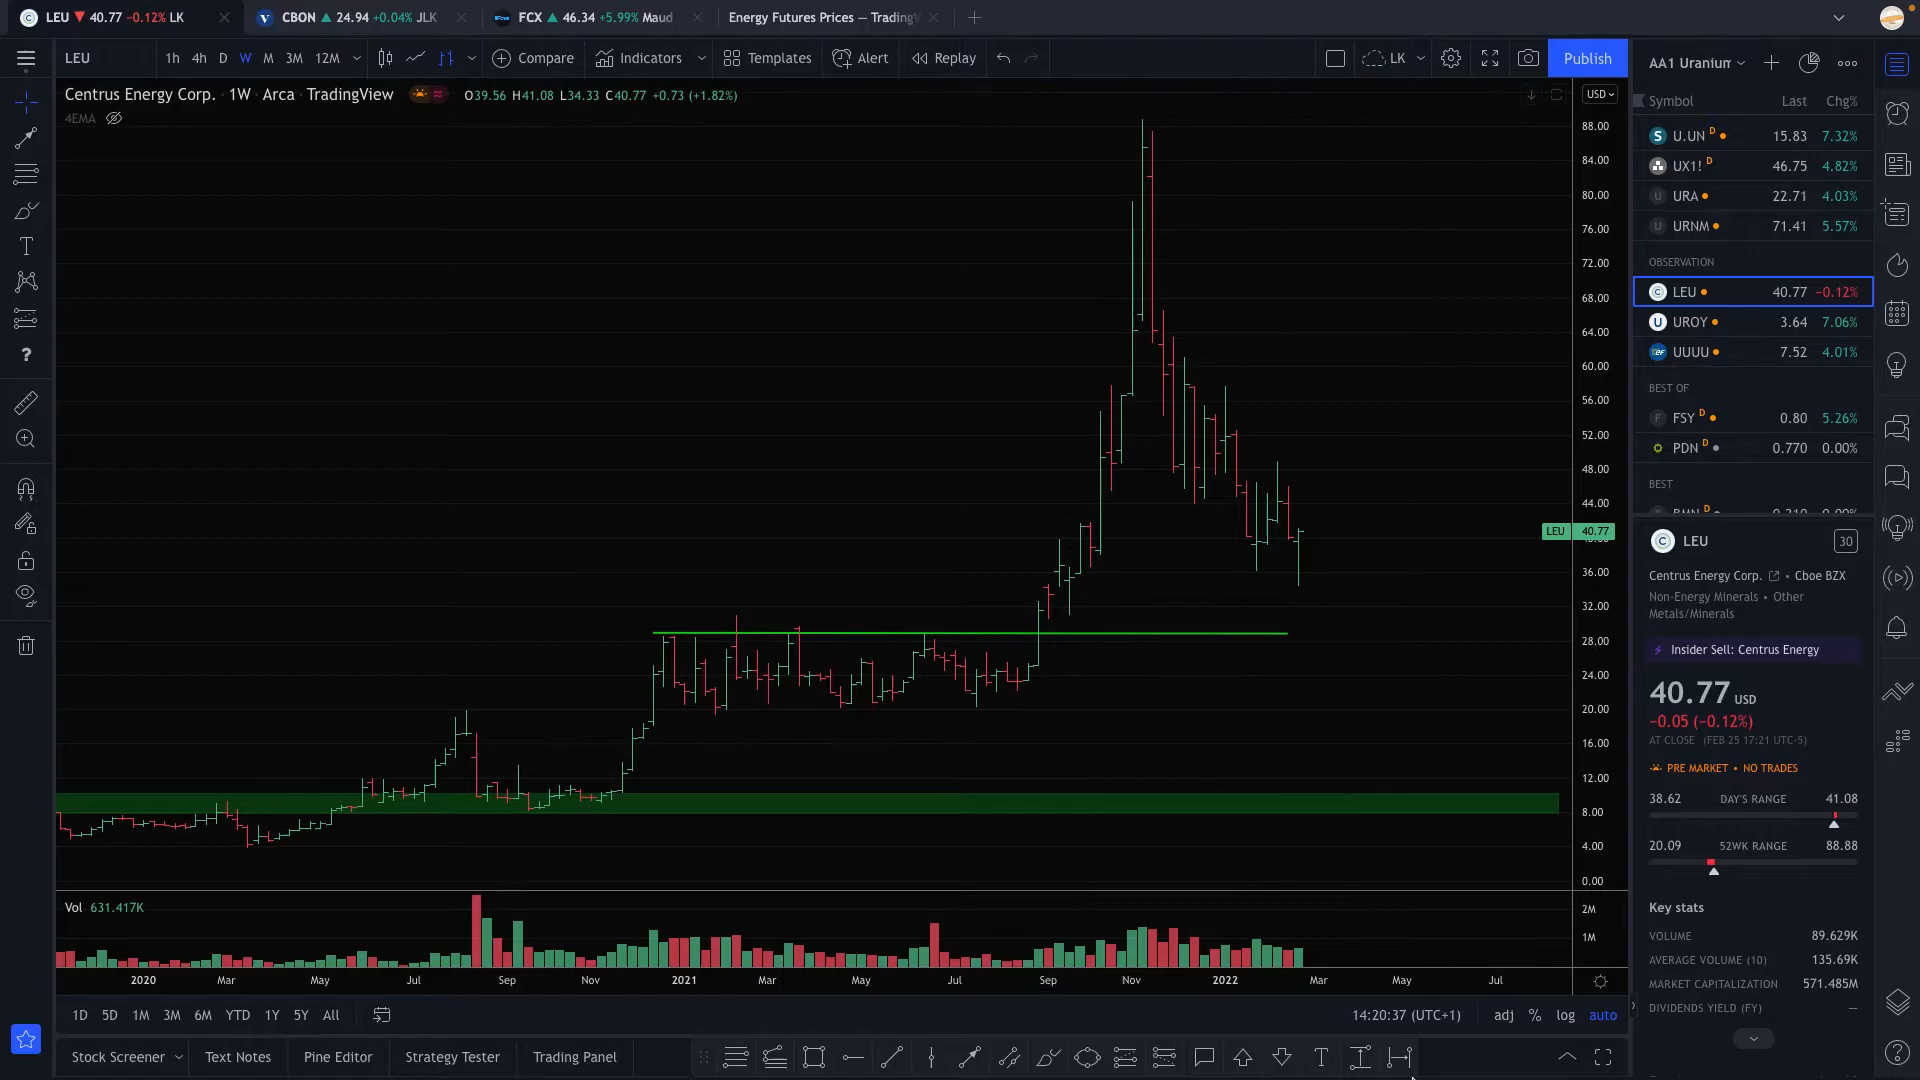 LEU 40.77 −0.12% LK
CBON 24.94 +0.04% JLK
FCX 46.34 +5.99% Maud
Energy Futures Prices — TradingV
LEU
1h 4h D W M 3M 12M
Compare
Indicators
Templates
Alert
Replay
LK
Publish
Centrus Energy Corp. · 1W · Arca · TradingView
O39.56 H41.08 L34.33 C40.77 +0.73 (+1.82%)
4EMA
USD
88.00
84.00
80.00
76.00
72.00
68.00
64.00
60.00
56.00
52.00
48.00
44.00
LEU 40.77
36.00
32.00
28.00
24.00
20.00
16.00
12.00
8.00
4.00
0.00
Vol 631.417K
2M
1M
2020 Mar May Jul Sep Nov 2021 Mar May Jul Sep Nov 2022 Mar May Jul
1D 5D 1M 3M 6M YTD 1Y 5Y All
14:20:37 (UTC+1)
adj % log auto
Stock Screener
Text Notes
Pine Editor
Strategy Tester
Trading Panel
AA1 Uranium
Symbol Last Chg%
U.UN D 15.83 7.32%
UX1! D 46.75 4.82%
URA 22.71 4.03%
URNM 71.41 5.57%
OBSERVATION
LEU 40.77 −0.12%
UROY 3.64 7.06%
UUUU 7.52 4.01%
BEST OF
FSY D 0.80 5.26%
PDN D 0.770 0.00%
BEST
LEU
30
Centrus Energy Corp. • Cboe BZX
Non-Energy Minerals • Other
Metals/Minerals
Insider Sell: Centrus Energy
40.77 USD
−0.05 (−0.12%)
AT CLOSE (FEB 25 17:21 UTC-5)
PRE MARKET • NO TRADES
38.62 DAY'S RANGE 41.08
20.09 52WK RANGE 88.88
Key stats
VOLUME 89.629K
AVERAGE VOLUME (10) 135.69K
MARKET CAPITALIZATION 571.485M
DIVIDENDS YIELD (FY) —